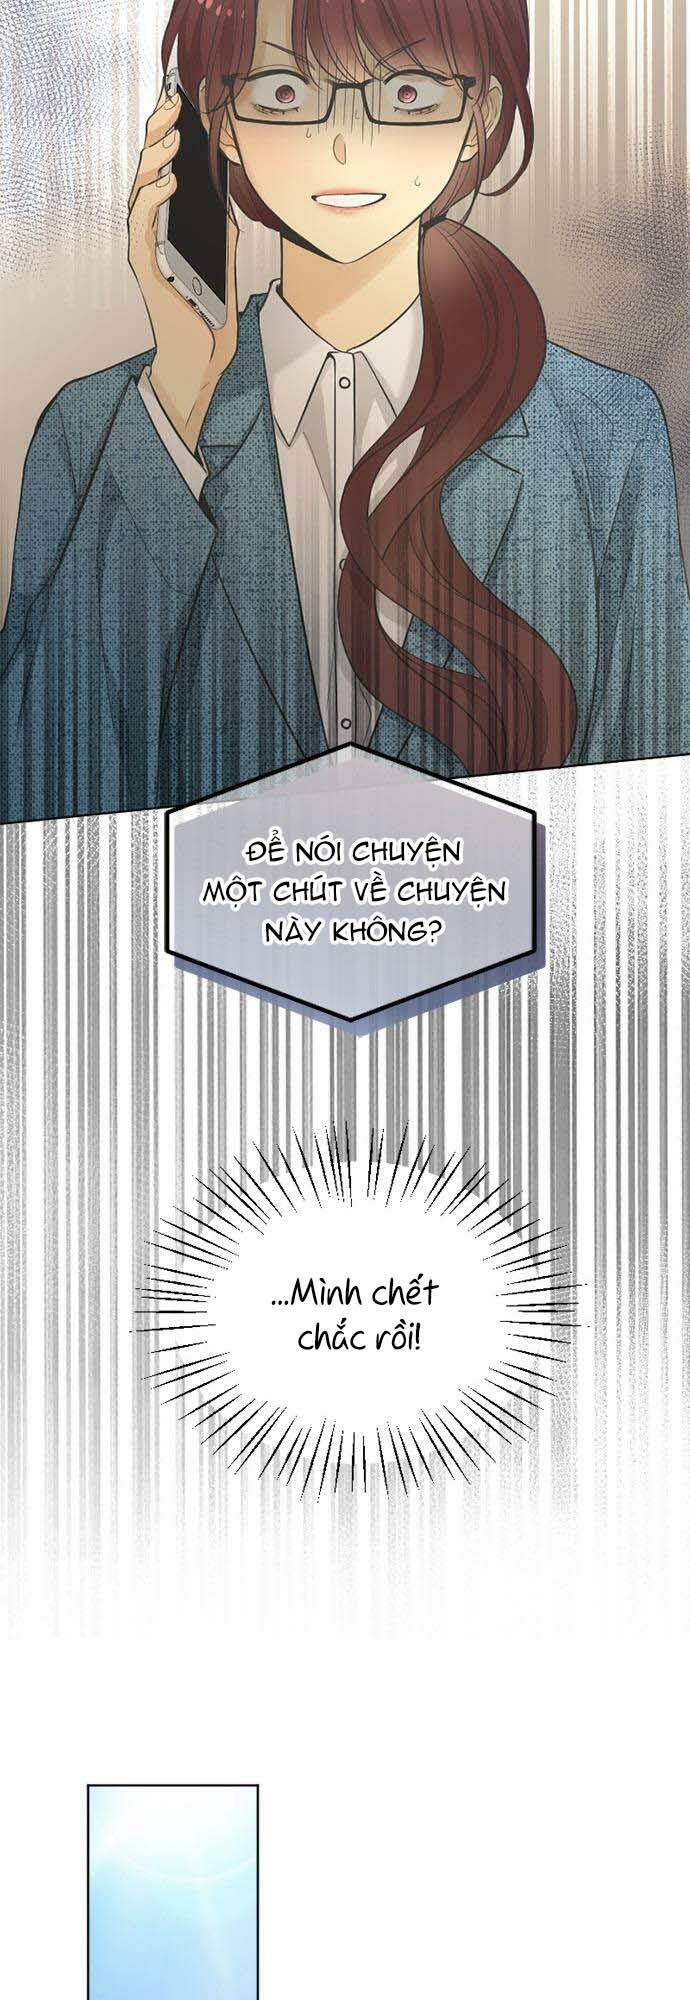 ĐỂ NÓI CHUYỆN
MỘT CHÚT VỀ CHUYỆN
NÀY KHÔNG?
...Mình chết
chắc rồi!